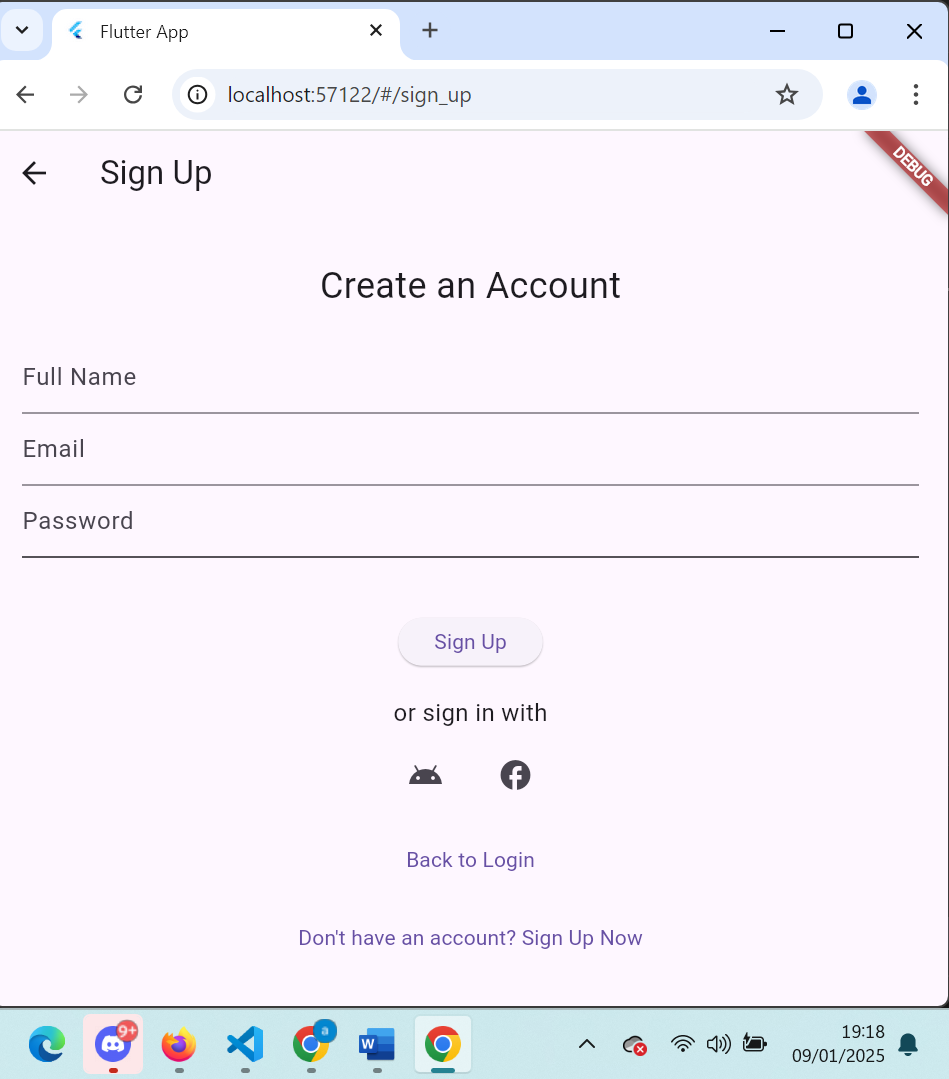 Flutter App
localhost:57122/#/sign_up
Sign Up
DEBUG
Create an Account
Full Name
Email
Password
Sign Up
or sign in with
Back to Login
Don't have an account? Sign Up Now
9+
a
W
19:18
09/01/2025